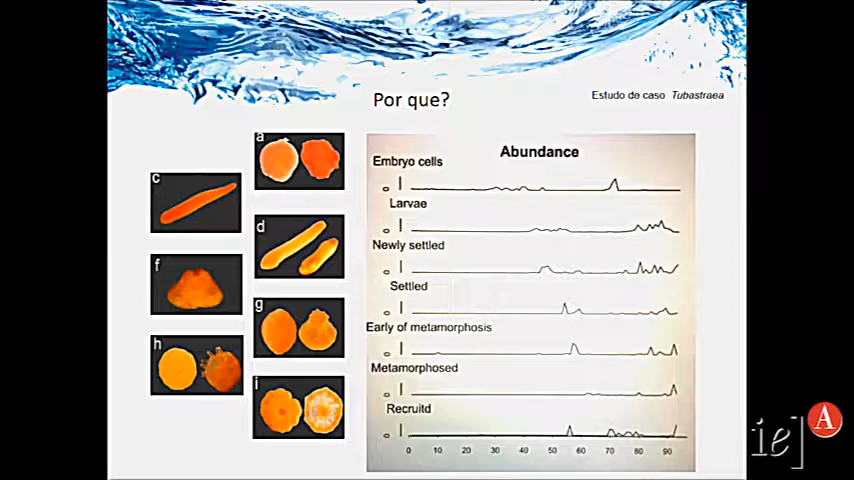 Por que?
Estudo de caso Tubastraea
a
c
d
f
g
h
i
Abundance
Embryo cells
0
Larvae
0
Newly settled
0
Settled
0
Early of metamorphosis
0
Metamorphosed
0
Recruitd
0
0 10 20 30 40 50 60 70 80 90
ie]
A